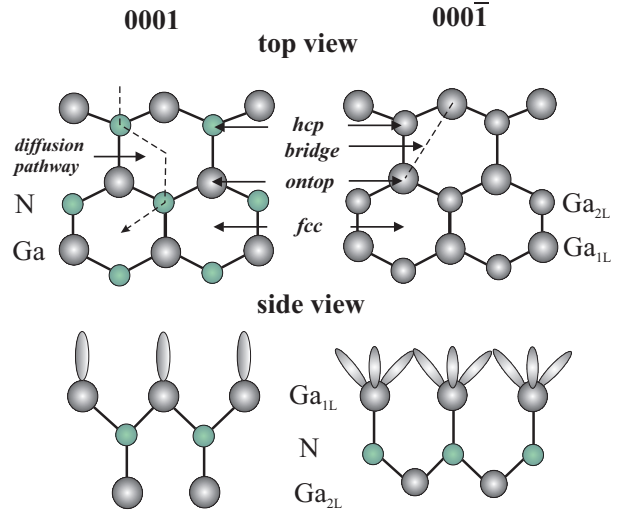 0001
0001̅
top view
diffusion
pathway
hcp
bridge
ontop
fcc
N
Ga
Ga2L
Ga1L
side view
Ga1L
N
Ga2L